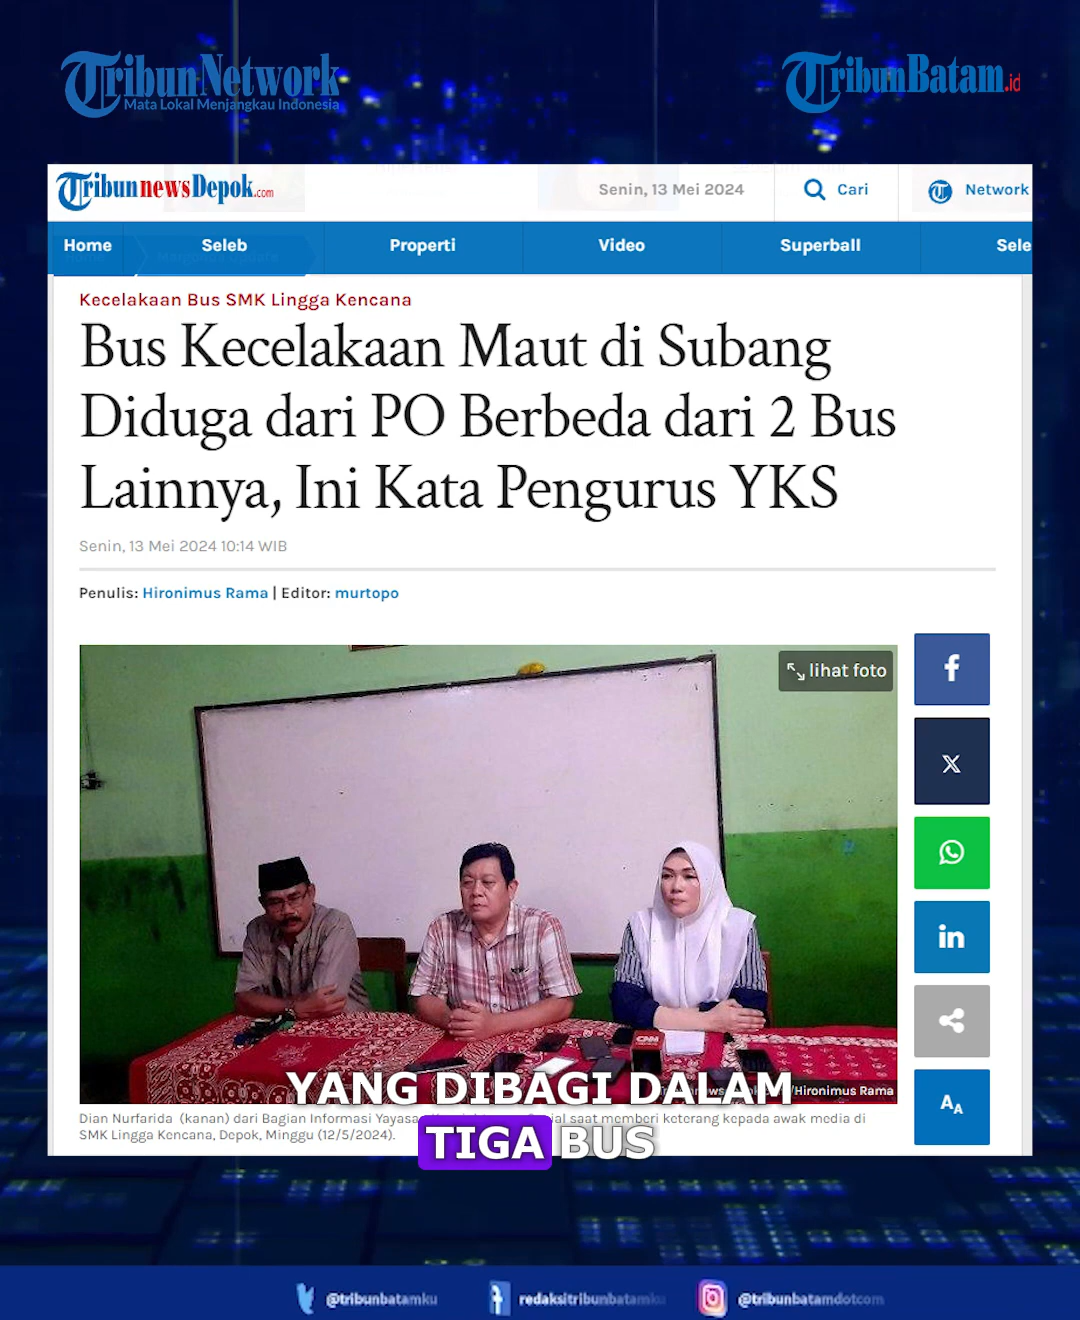 TribunNetwork
Mata Lokal Menjangkau Indonesia
TribunBatam.id
TribunnewsDepok.com
Senin, 13 Mei 2024
Cari
Network
Home
Seleb
Properti
Video
Superball
Sele
Kecelakaan Bus SMK Lingga Kencana
Bus Kecelakaan Maut di Subang
Diduga dari PO Berbeda dari 2 Bus
Lainnya, Ini Kata Pengurus YKS
Senin, 13 Mei 2024 10:14 WIB
Penulis: Hironimus Rama | Editor: murtopo
lihat foto
CNN
/Hironimus Rama
YANG DIBAGI DALAM
TIGA BUS
Dian Nurfarida (kanan) dari Bagian Informasi saat memberi keterang kepada awak media di
SMK Lingga Kencana, Depok, Minggu (12/5/2024).
@tribunbatamku
redaksitribunbatamku
@tribunbatamdotcom